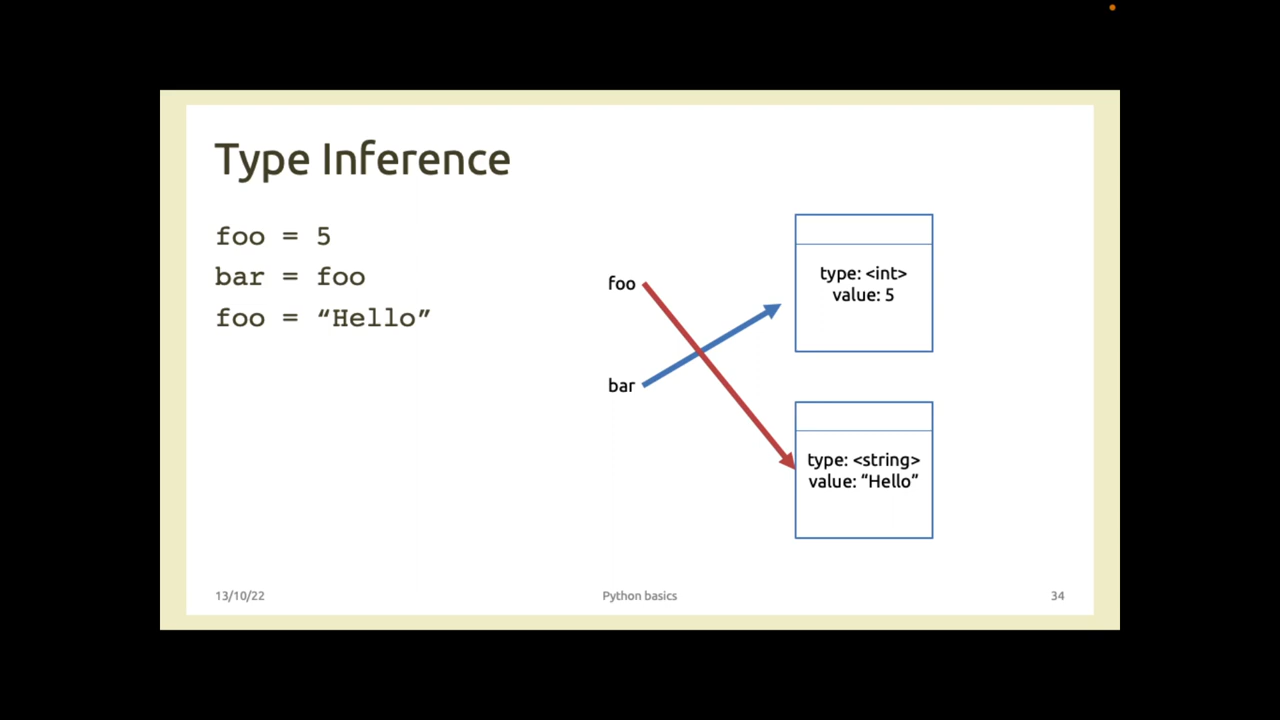 Type Inference
foo = 5
bar = foo
foo = “Hello”
foo
bar
type: <int>
value: 5
type: <string>
value: “Hello”
13/10/22
Python basics
34